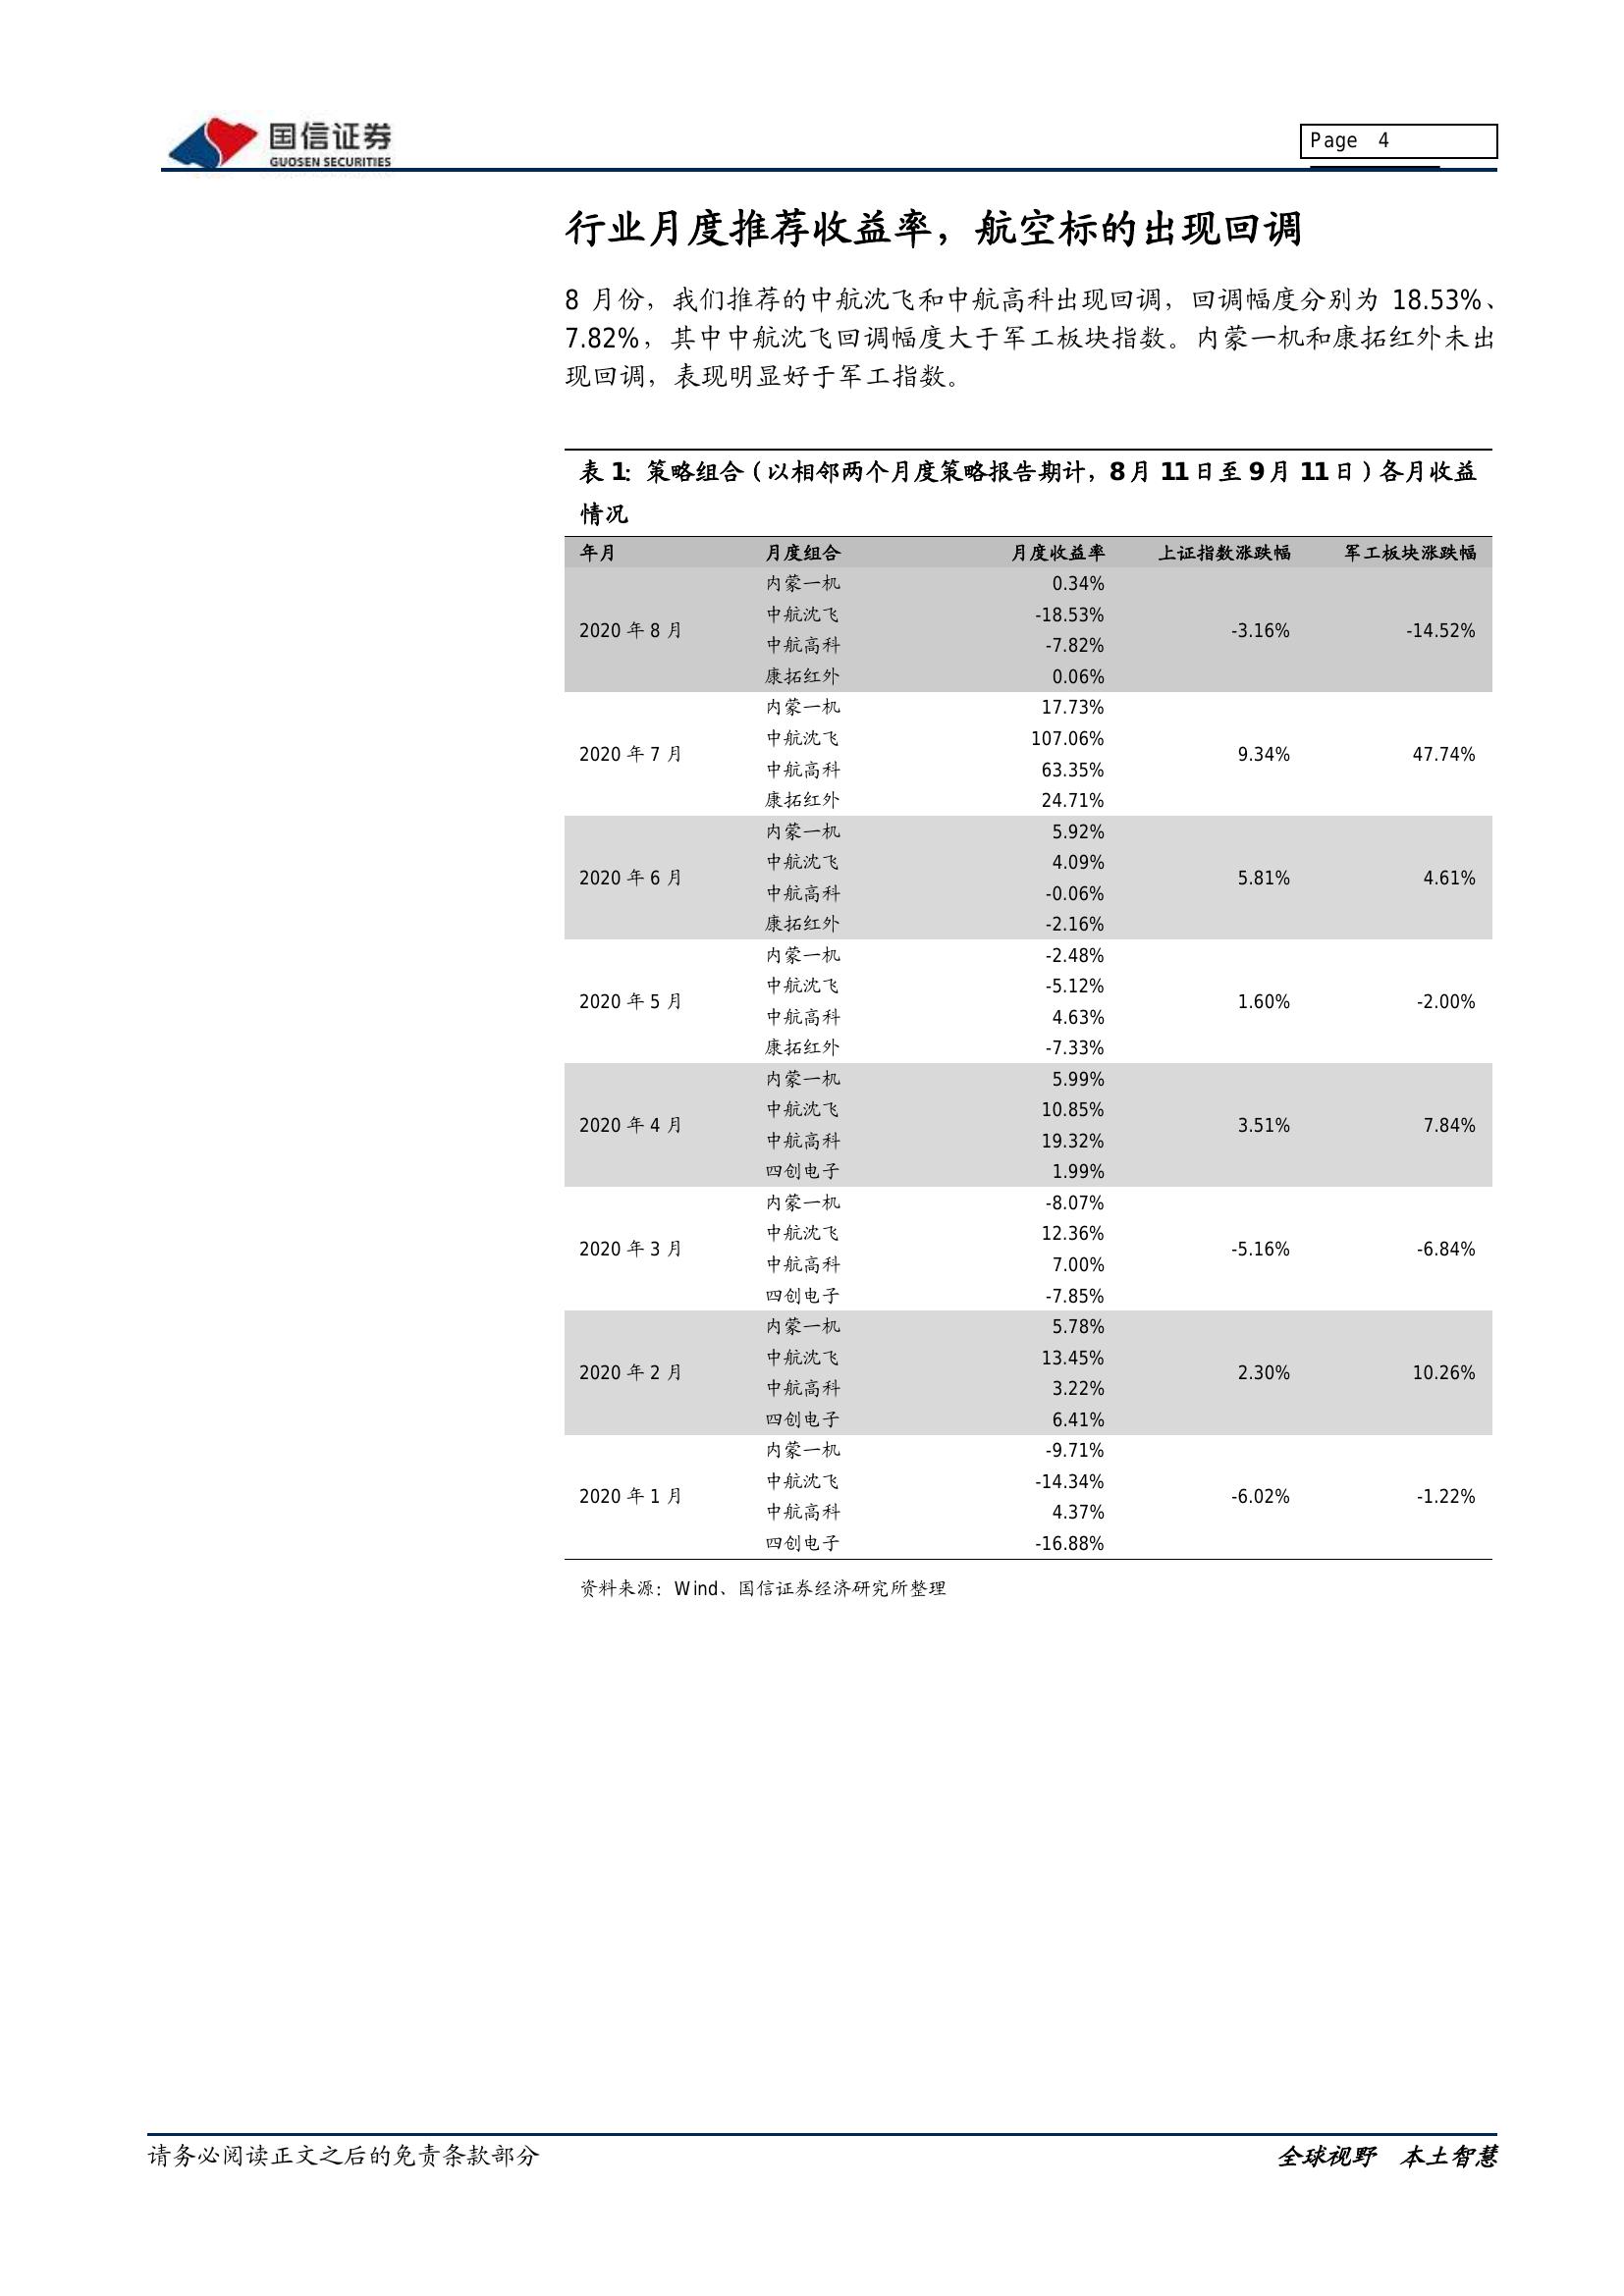 国信证券
GUOSEN SECURITIES
Page 4
行业月度推荐收益率，航空标的出现回调
8 月份，我们推荐的中航沈飞和中航高科出现回调，回调幅度分别为 18.53%、
7.82%，其中中航沈飞回调幅度大于军工板块指数。内蒙一机和康拓红外未出
现回调，表现明显好于军工指数。
表 1：策略组合（以相邻两个月度策略报告期计，8 月 11 日至 9 月 11 日）各月收益
情况
年月 月度组合 月度收益率 上证指数涨跌幅 军工板块涨跌幅
内蒙一机 0.34%
中航沈飞 -18.53%
2020 年 8 月 -3.16% -14.52%
中航高科 -7.82%
康拓红外 0.06%
内蒙一机 17.73%
中航沈飞 107.06%
2020 年 7 月 9.34% 47.74%
中航高科 63.35%
康拓红外 24.71%
内蒙一机 5.92%
中航沈飞 4.09%
2020 年 6 月 5.81% 4.61%
中航高科 -0.06%
康拓红外 -2.16%
内蒙一机 -2.48%
中航沈飞 -5.12%
2020 年 5 月 1.60% -2.00%
中航高科 4.63%
康拓红外 -7.33%
内蒙一机 5.99%
中航沈飞 10.85%
2020 年 4 月 3.51% 7.84%
中航高科 19.32%
四创电子 1.99%
内蒙一机 -8.07%
中航沈飞 12.36%
2020 年 3 月 -5.16% -6.84%
中航高科 7.00%
四创电子 -7.85%
内蒙一机 5.78%
中航沈飞 13.45%
2020 年 2 月 2.30% 10.26%
中航高科 3.22%
四创电子 6.41%
内蒙一机 -9.71%
中航沈飞 -14.34%
2020 年 1 月 -6.02% -1.22%
中航高科 4.37%
四创电子 -16.88%
资料来源：Wind、国信证券经济研究所整理
请务必阅读正文之后的免责条款部分
全球视野 本土智慧